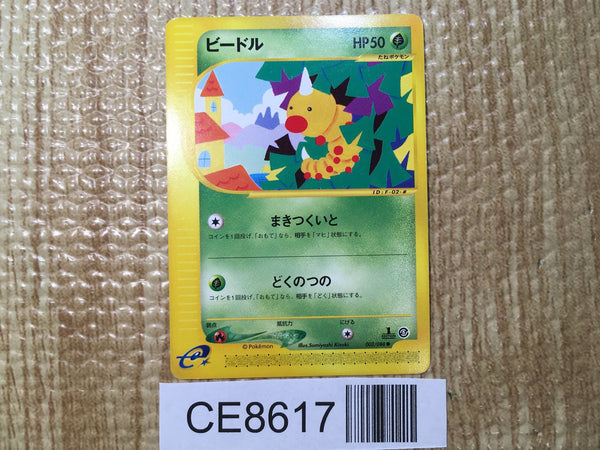 ビードル HP50
たねポケモン
ID:F-02-#
まきつくいと
コインを1回投げ、「おもて」なら、相手を「マヒ」状態にする。
どくのつの
コインを1回投げ、「おもて」なら、相手を「どく」状態にする。
弱点 抵抗力 にげる
1 EDITION
©Pokémon Illus.Sumiyoshi Kizuki
e
CE8617